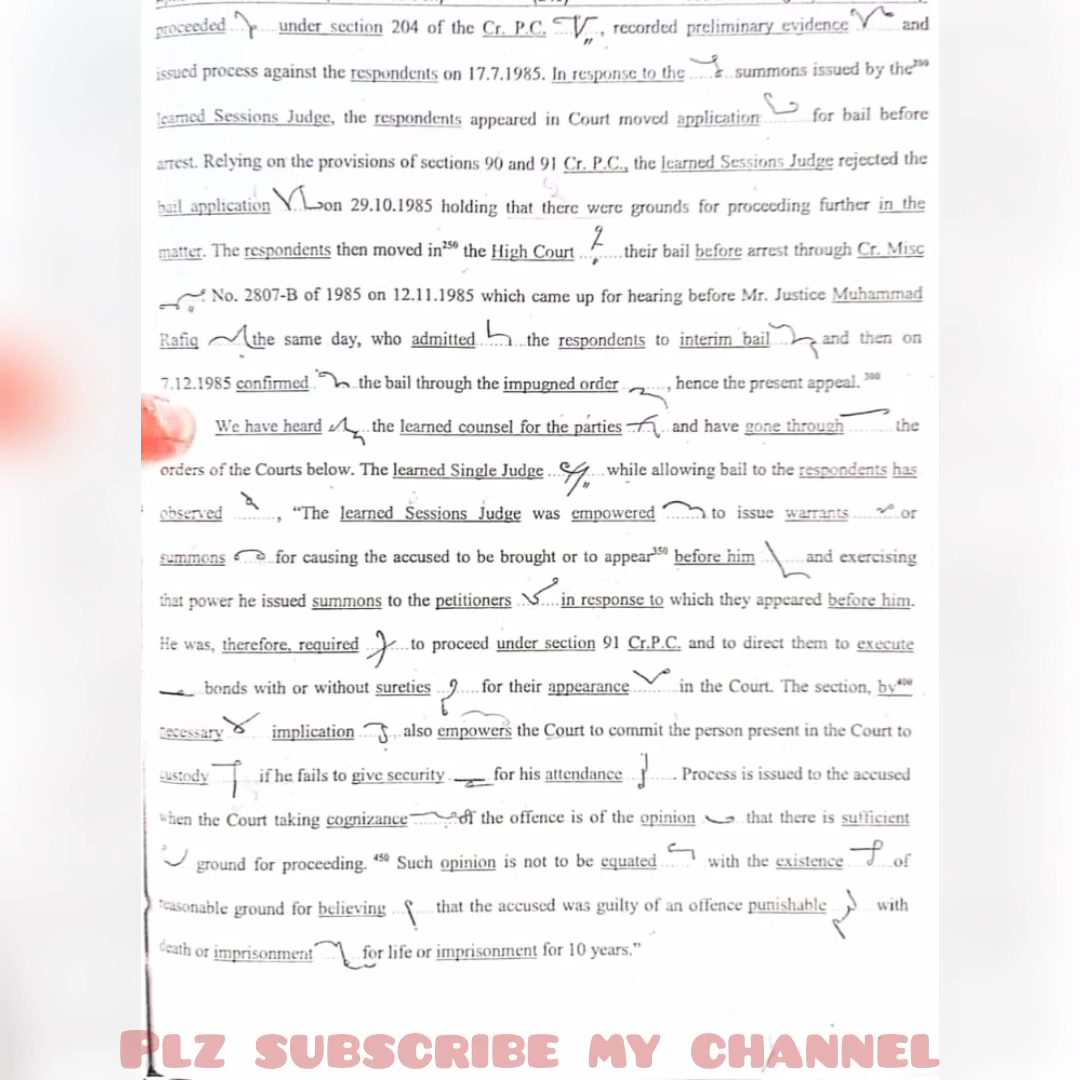 proceeded under section 204 of the Cr. P.C. , recorded preliminary evidence and
issued process against the respondents on 17.7.1985. In response to the summons issued by the²⁰⁰
learned Sessions Judge, the respondents appeared in Court moved application for bail before
arrest. Relying on the provisions of sections 90 and 91 Cr. P.C., the learned Sessions Judge rejected the
bail application on 29.10.1985 holding that there were grounds for proceeding further in the
matter. The respondents then moved in²⁵⁰ the High Court their bail before arrest through Cr. Misc
No. 2807-B of 1985 on 12.11.1985 which came up for hearing before Mr. Justice Muhammad
Rafiq the same day, who admitted the respondents to interim bail and then on
7.12.1985 confirmed the bail through the impugned order , hence the present appeal. ³⁰⁰
We have heard the learned counsel for the parties and have gone through the
orders of the Courts below. The learned Single Judge while allowing bail to the respondents has
observed , “The learned Sessions Judge was empowered to issue warrants or
summons for causing the accused to be brought or to appear³⁵⁰ before him and exercising
that power he issued summons to the petitioners in response to which they appeared before him.
He was, therefore, required to proceed under section 91 Cr.P.C. and to direct them to execute
bonds with or without sureties for their appearance in the Court. The section, by⁴⁰⁰
necessary implication also empowers the Court to commit the person present in the Court to
custody if he fails to give security for his attendance . Process is issued to the accused
when the Court taking cognizance of the offence is of the opinion that there is sufficient
ground for proceeding. ⁴⁵⁰ Such opinion is not to be equated with the existence of
reasonable ground for believing that the accused was guilty of an offence punishable with
death or imprisonment for life or imprisonment for 10 years.”
PLZ SUBSCRIBE MY CHANNEL